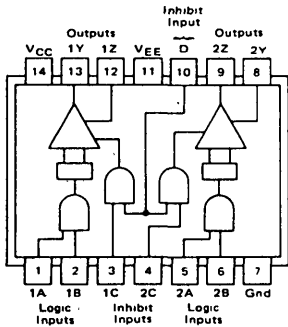 Inhibit
Outputs Input Outputs
VCC 1Y 1Z VEE D 2Z 2Y
14 13 12 11 10 9 8
1 2 3 4 5 6 7
1A 1B 1C 2C 2A 2B Gnd
Logic Inhibit Logic
Inputs Inputs Inputs